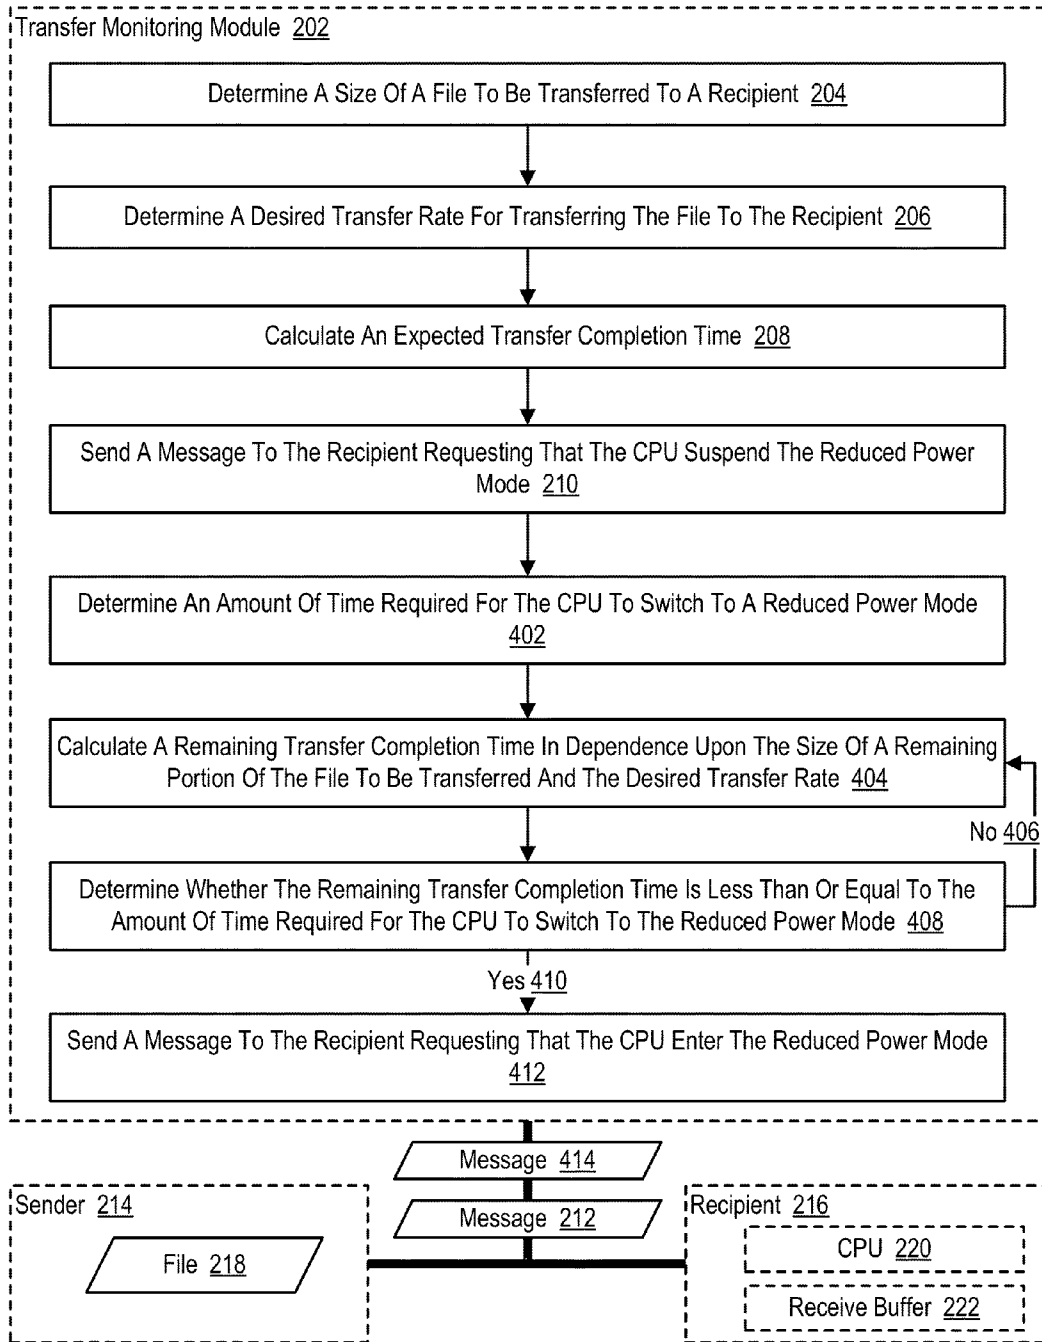 Transfer Monitoring Module 202
Determine A Size Of A File To Be Transferred To A Recipient 204
Determine A Desired Transfer Rate For Transferring The File To The Recipient 206
Calculate An Expected Transfer Completion Time 208
Send A Message To The Recipient Requesting That The CPU Suspend The Reduced Power
Mode 210
Determine An Amount Of Time Required For The CPU To Switch To A Reduced Power Mode
402
Calculate A Remaining Transfer Completion Time In Dependence Upon The Size Of A Remaining
Portion Of The File To Be Transferred And The Desired Transfer Rate 404
No 406
Determine Whether The Remaining Transfer Completion Time Is Less Than Or Equal To The
Amount Of Time Required For The CPU To Switch To The Reduced Power Mode 408
Yes 410
Send A Message To The Recipient Requesting That The CPU Enter The Reduced Power Mode
412
Message 414
Message 212
Sender 214
File 218
Recipient 216
CPU 220
Receive Buffer 222